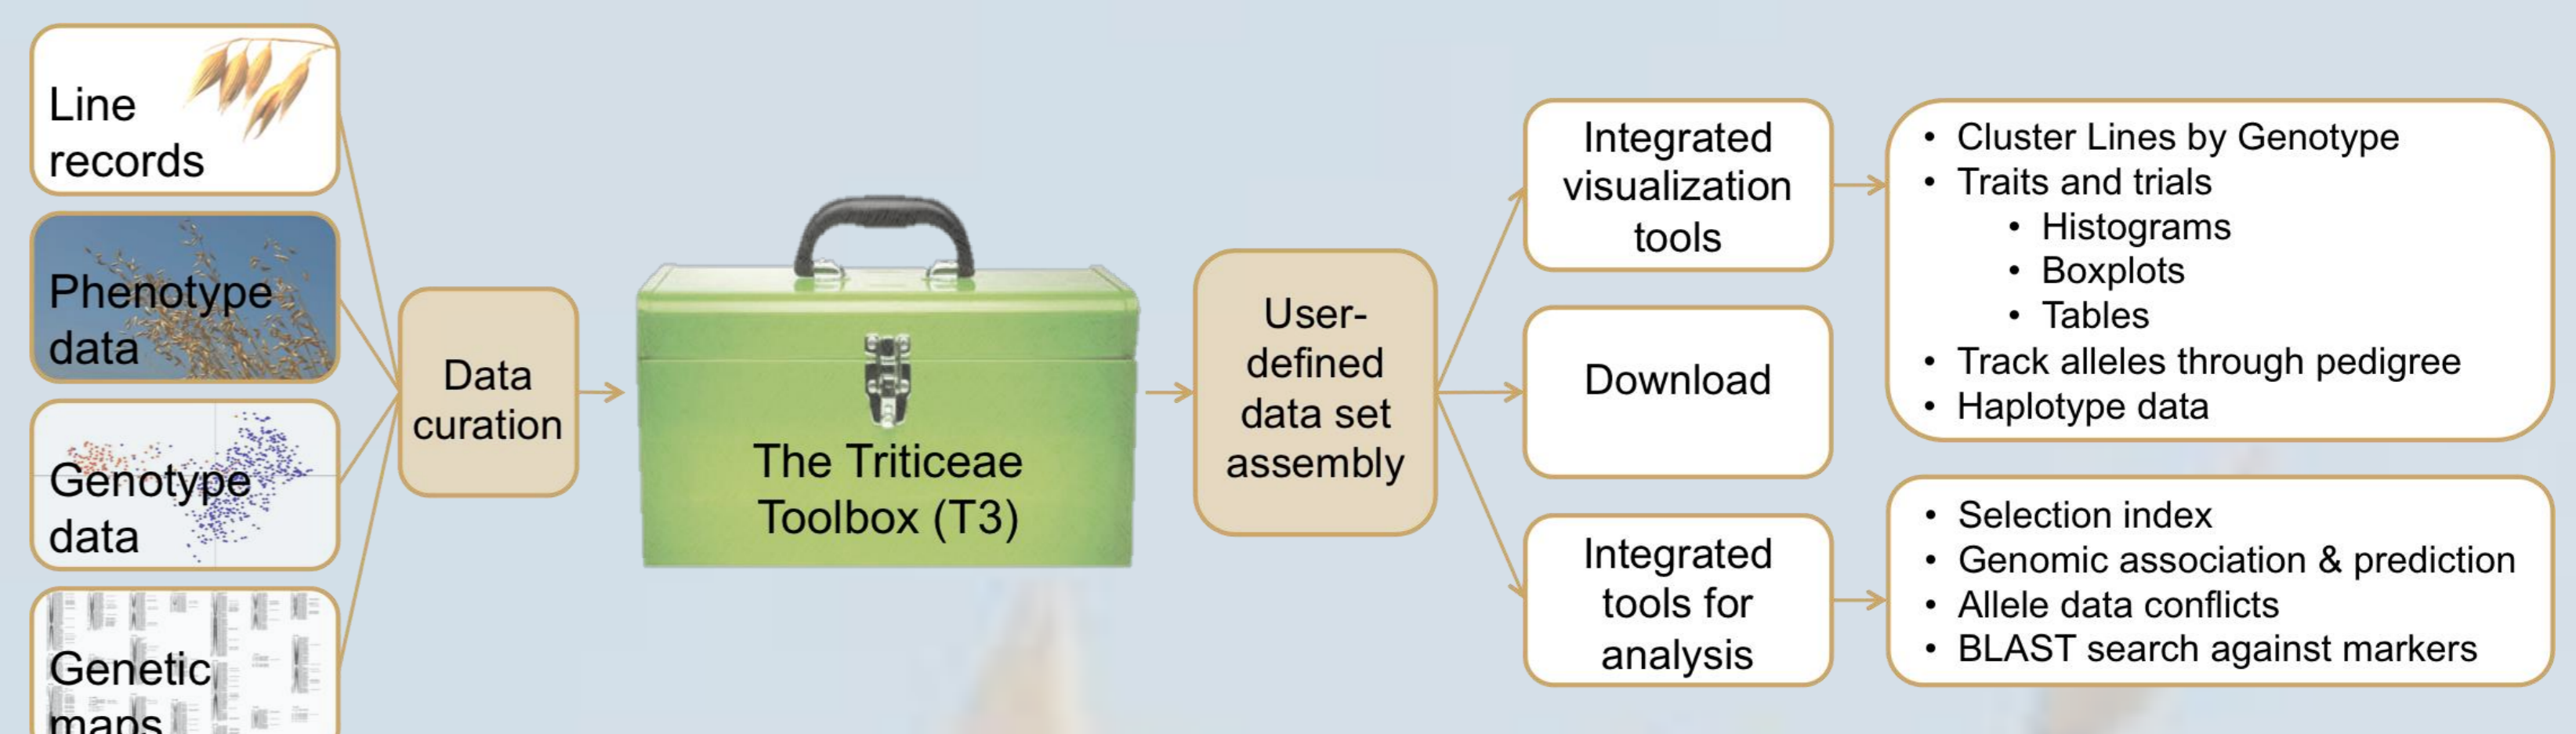 Line
records
Phenotype
data
Genotype
data
Genetic
maps
Data
curation
The Triticeae
Toolbox (T3)
User-
defined
data set
assembly
Integrated
visualization
tools
Download
Integrated
tools for
analysis
• Cluster Lines by Genotype
• Traits and trials
• Histograms
• Boxplots
• Tables
• Track alleles through pedigree
• Haplotype data
• Selection index
• Genomic association & prediction
• Allele data conflicts
• BLAST search against markers